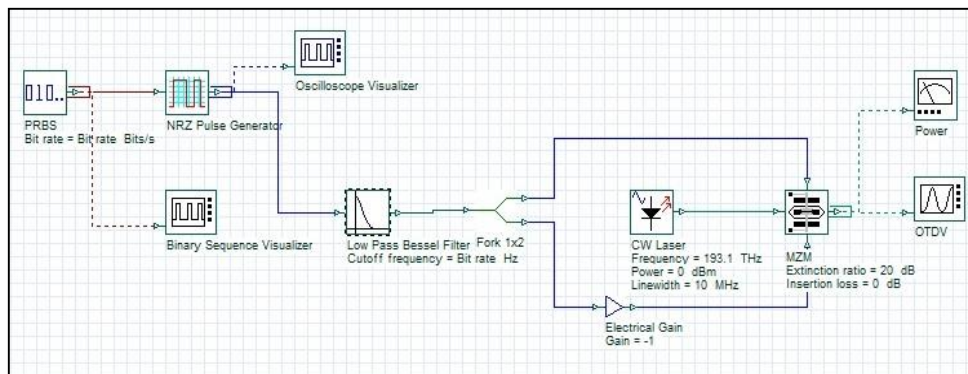 Oscilloscope Visualizer
010..
PRBS
Bit rate = Bit rate Bits/s
NRZ Pulse Generator
Power
Binary Sequence Visualizer
Low Pass Bessel Filter
Cutoff frequency = Bit rate Hz
Fork 1x2
CW Laser
Frequency = 193.1 THz
Power = 0 dBm
Linewidth = 10 MHz
MZM
Extinction ratio = 20 dB
Insertion loss = 0 dB
OTDV
Electrical Gain
Gain = -1